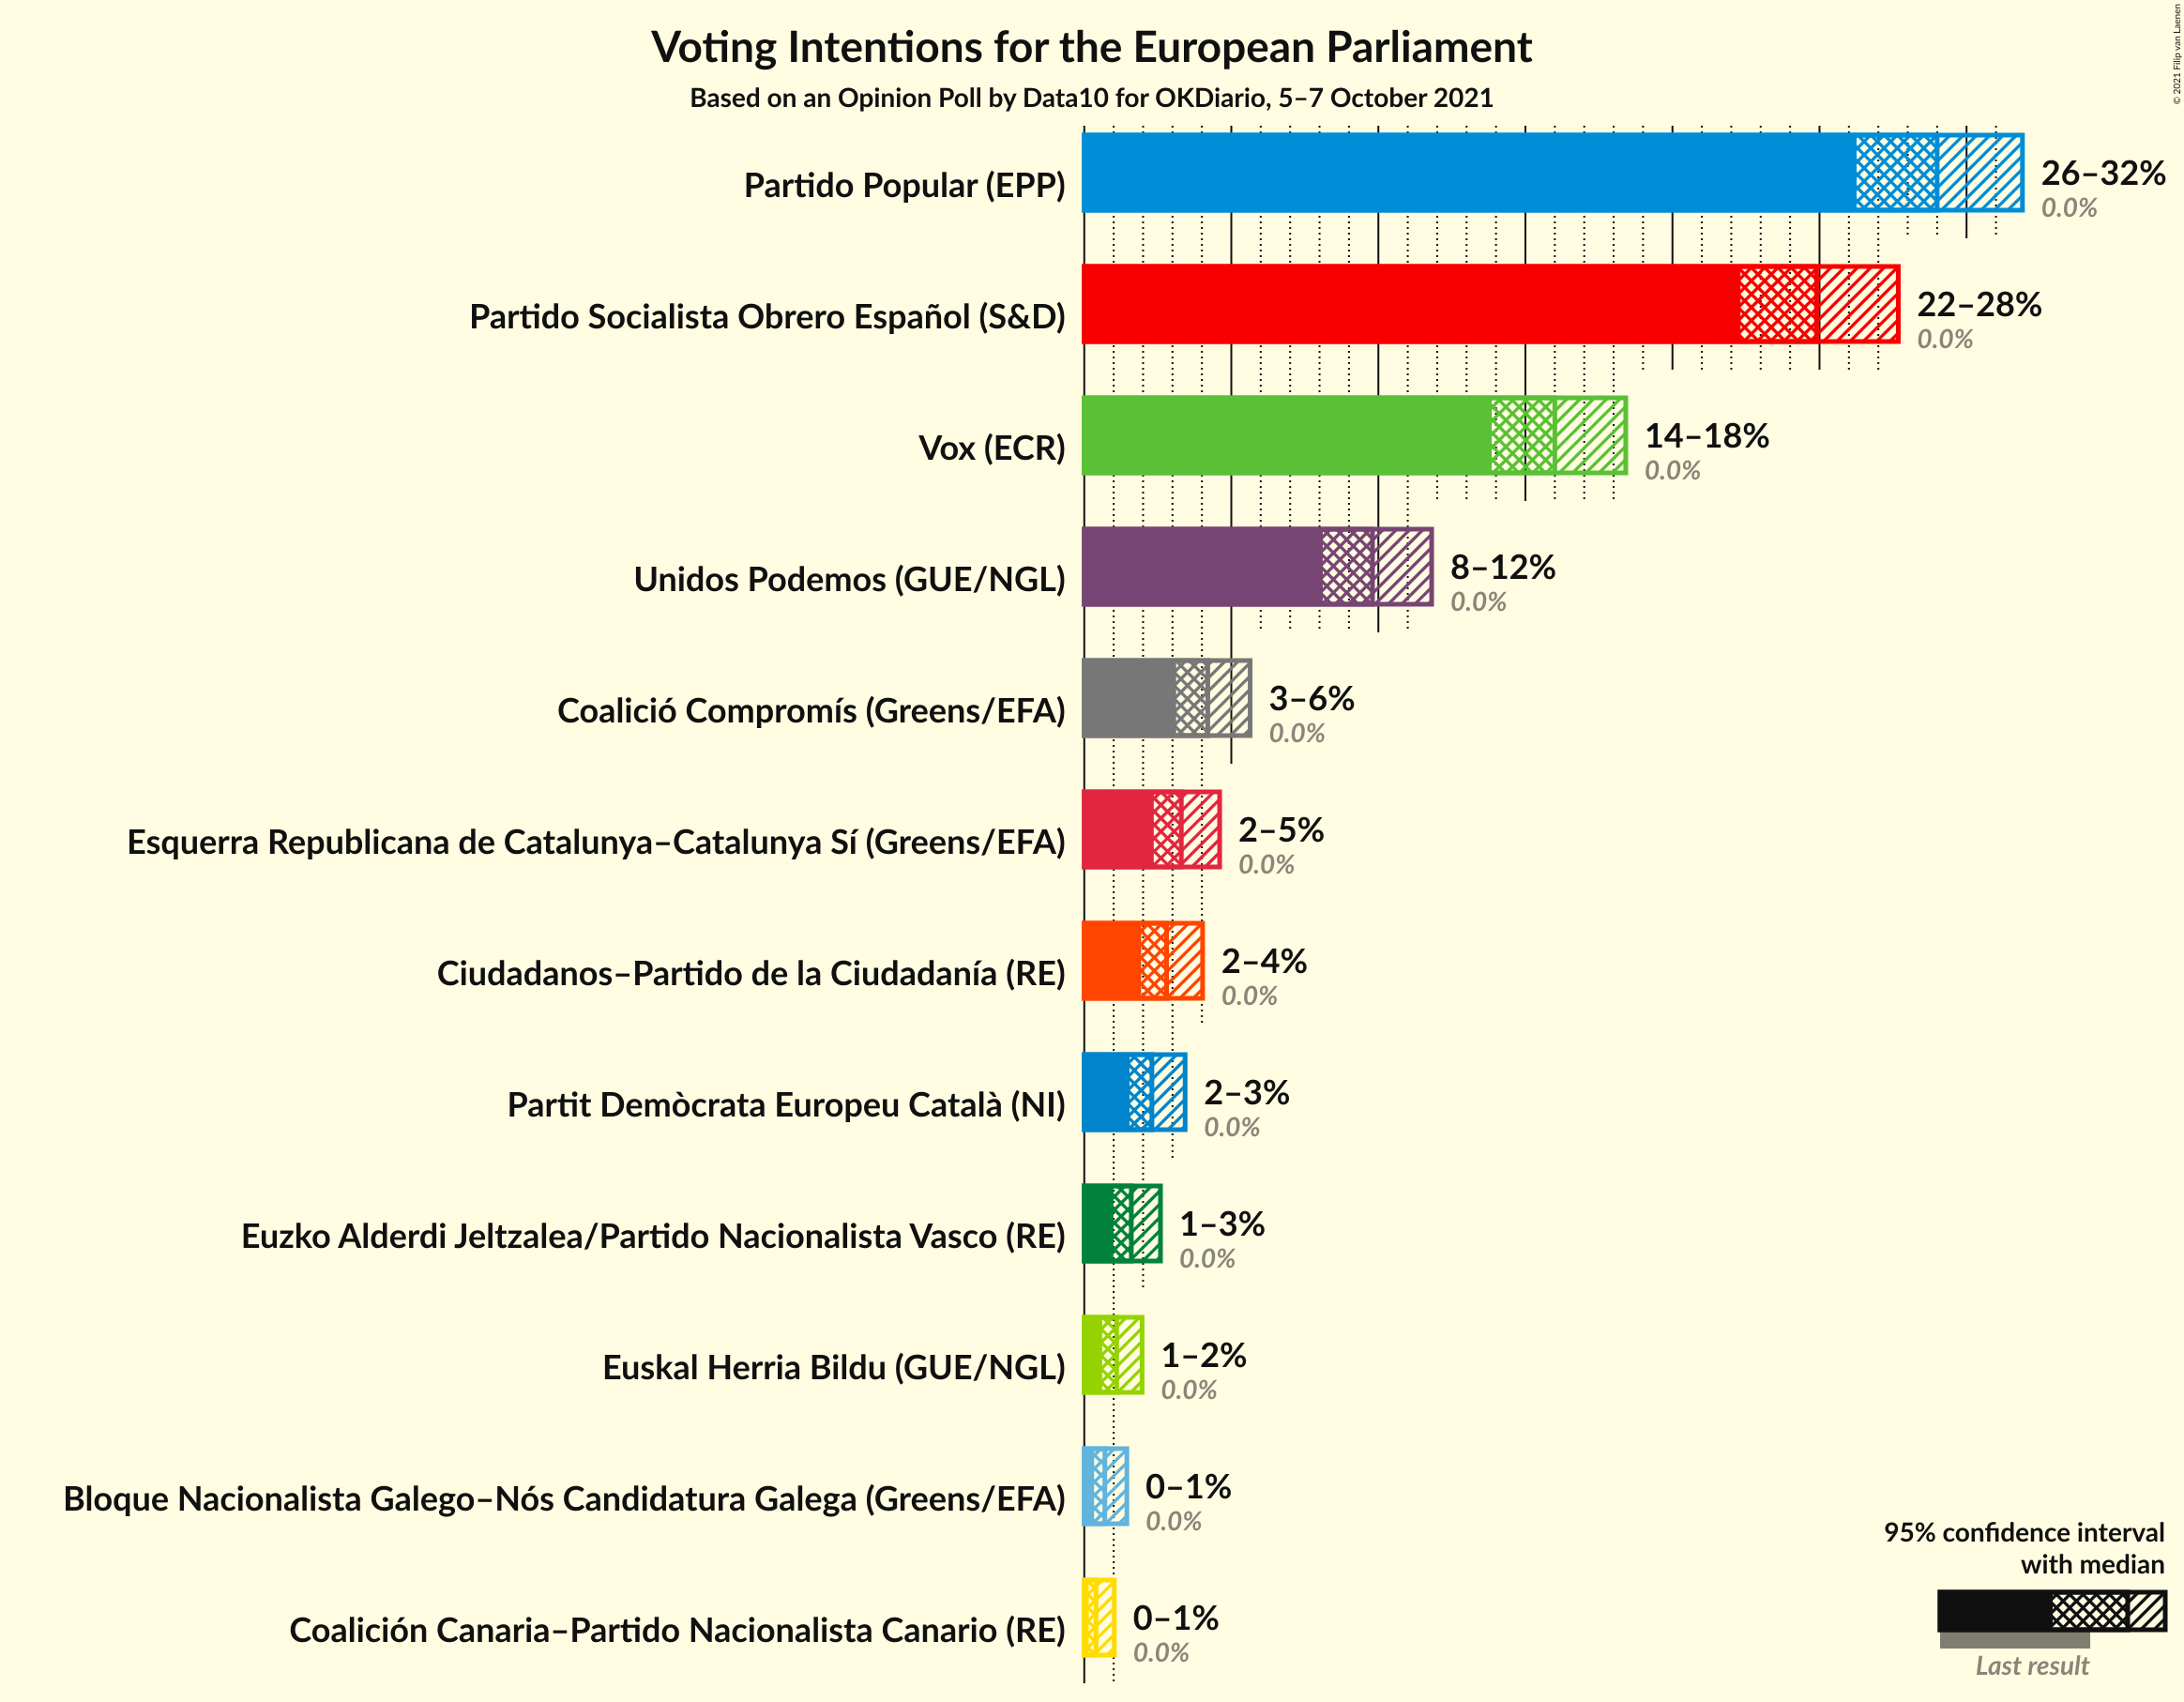 © 2021 Filip van Laenen
Voting Intentions for the European Parliament
Based on an Opinion Poll by Data10 for OKDiario, 5–7 October 2021
Partido Popular (EPP)
26–32%
0.0%
Partido Socialista Obrero Español (S&D)
22–28%
0.0%
Vox (ECR)
14–18%
0.0%
Unidos Podemos (GUE/NGL)
8–12%
0.0%
Coalició Compromís (Greens/EFA)
3–6%
0.0%
Esquerra Republicana de Catalunya–Catalunya Sí (Greens/EFA)
2–5%
0.0%
Ciudadanos–Partido de la Ciudadanía (RE)
2–4%
0.0%
Partit Demòcrata Europeu Català (NI)
2–3%
0.0%
Euzko Alderdi Jeltzalea/Partido Nacionalista Vasco (RE)
1–3%
0.0%
Euskal Herria Bildu (GUE/NGL)
1–2%
0.0%
Bloque Nacionalista Galego–Nós Candidatura Galega (Greens/EFA)
0–1%
0.0%
Coalición Canaria–Partido Nacionalista Canario (RE)
0–1%
0.0%
95% confidence interval
with median
Last result